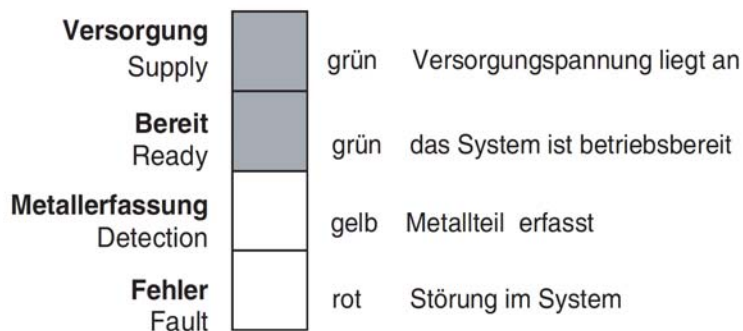 Versorgung
Supply
grün Versorgungspannung liegt an
Bereit
Ready
grün das System ist betriebsbereit
Metallerfassung
Detection
gelb Metallteil erfasst
Fehler
Fault
rot Störung im System